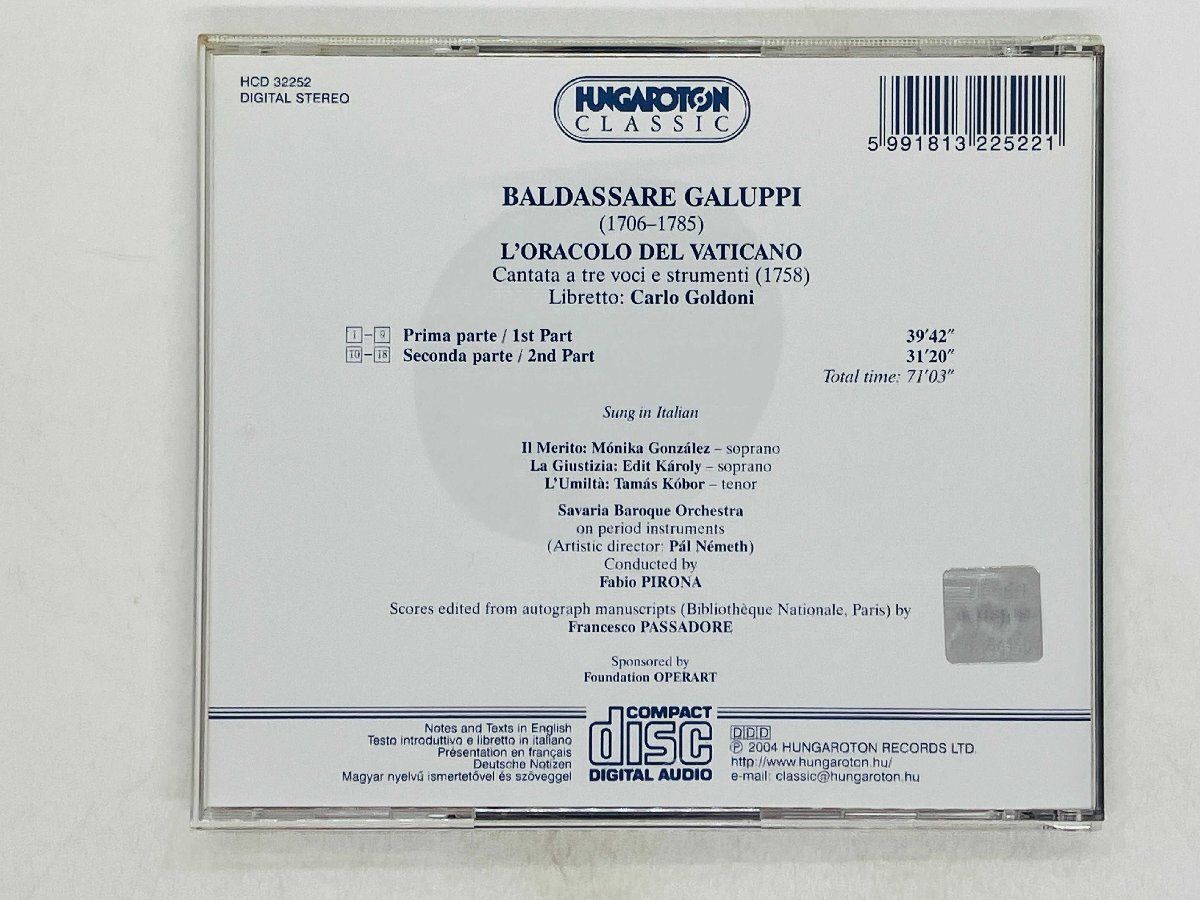 HCD 32252
DIGITAL STEREO
HUNGAROTON
CLASSIC
5 991813 225221
BALDASSARE GALUPPI
(1706–1785)
L'ORACOLO DEL VATICANO
Cantata a tre voci e strumenti (1758)
Libretto: Carlo Goldoni
1–9 Prima parte / 1st Part 39'42"
10–18 Seconda parte / 2nd Part 31'20"
Total time: 71'03"
Sung in Italian
Il Merito: Mónika González – soprano
La Giustizia: Edit Károly – soprano
L'Umiltà: Tamás Kóbor – tenor
Savaria Baroque Orchestra
on period instruments
(Artistic director: Pál Németh)
Conducted by
Fabio PIRONA
Scores edited from autograph manuscripts (Bibliothèque Nationale, Paris) by
Francesco PASSADORE
Sponsored by
Foundation OPERART
Notes and Texts in English
Testo introduttivo e libretto in italiano
Présentation en français
Deutsche Notizen
Magyar nyelvű ismertetővel és szöveggel
COMPACT
disc
DIGITAL AUDIO
DDD
℗ 2004 HUNGAROTON RECORDS LTD.
http://www.hungaroton.hu/
e-mail: classic@hungaroton.hu